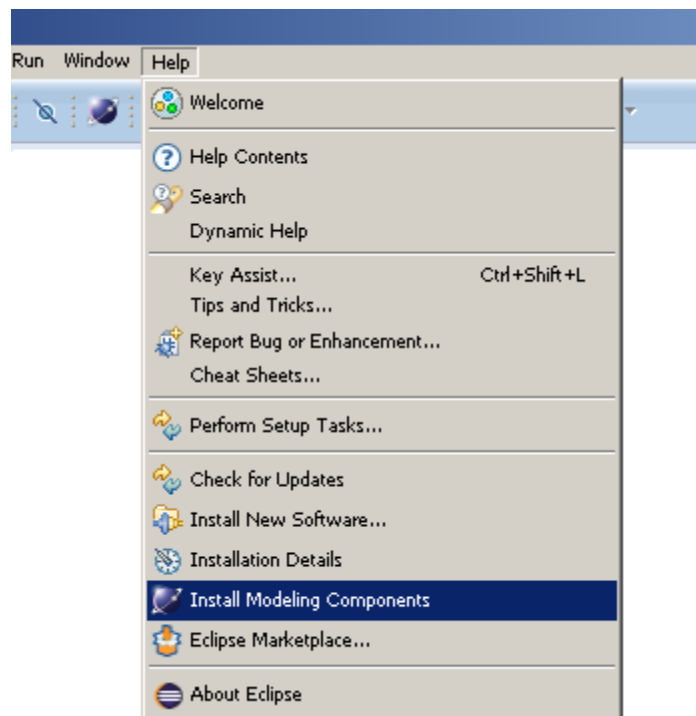 Run Window Help
Welcome
Help Contents
Search
Dynamic Help
Key Assist... Ctrl+Shift+L
Tips and Tricks...
Report Bug or Enhancement...
Cheat Sheets...
Perform Setup Tasks...
Check for Updates
Install New Software...
Installation Details
Install Modeling Components
Eclipse Marketplace...
About Eclipse